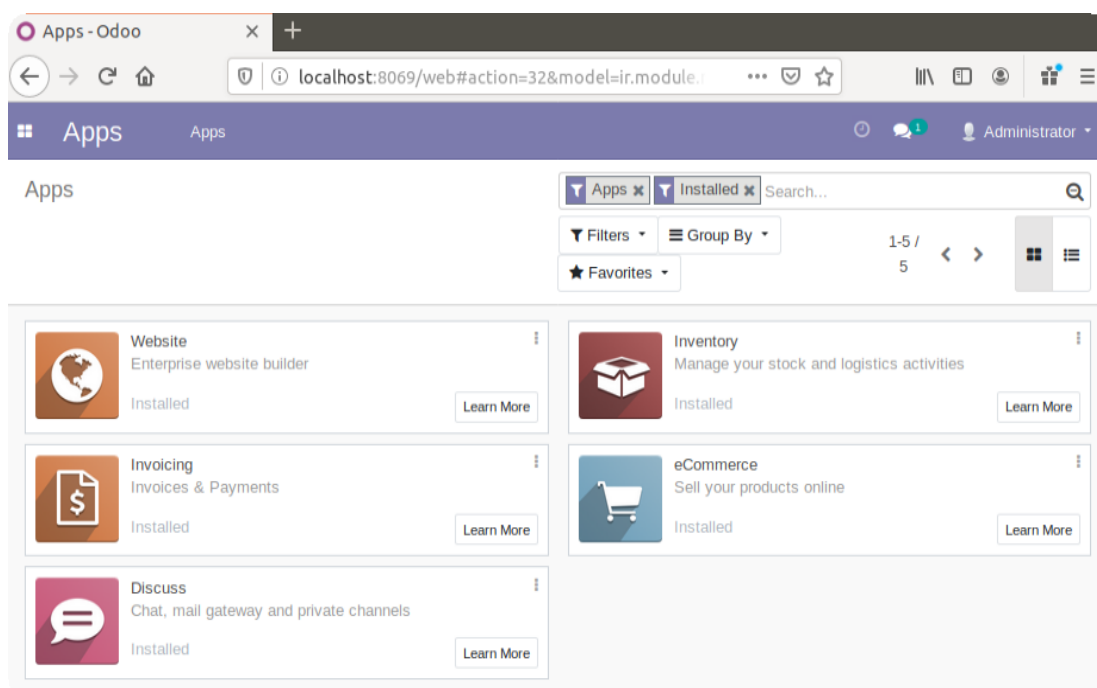 Apps - Odoo
localhost:8069/web#action=32&model=ir.module.
Apps Apps 1 Administrator
Apps
Apps Installed Search...
Filters Group By
1-5 / 5
Favorites
Website
Enterprise website builder
Installed
Learn More
Inventory
Manage your stock and logistics activities
Installed
Learn More
Invoicing
Invoices & Payments
Installed
Learn More
eCommerce
Sell your products online
Installed
Learn More
Discuss
Chat, mail gateway and private channels
Installed
Learn More